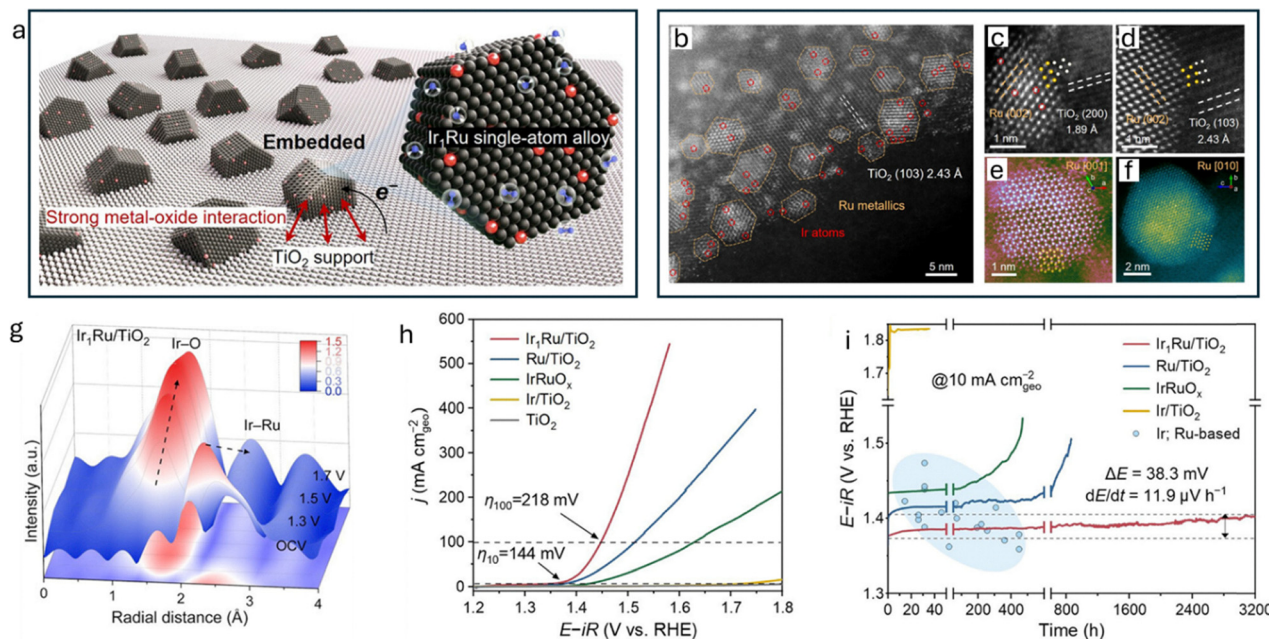 a
Embedded
Ir₁Ru single-atom alloy
e⁻
Strong metal-oxide interaction
TiO₂ support
b
TiO₂ (103) 2.43 Å
Ru metallics
Ir atoms
5 nm
c
Ru (002)
TiO₂ (200)
1.89 Å
1 nm
d
Ru (002)
TiO₂ (103)
2.43 Å
1 nm
e
Ru [001]
1 nm
f
Ru [010]
c
b
a
2 nm
g
Ir₁Ru/TiO₂
Ir–O
Ir–Ru
1.5
1.2
0.3
0.0
1.7 V
1.5 V
1.3 V
OCV
Intensity (a.u.)
0 1 2 3 4
Radial distance (Å)
h
600
500
400
300
200
100
0
j (mA cm⁻²geo)
Ir₁Ru/TiO₂
Ru/TiO₂
IrRuOₓ
Ir/TiO₂
TiO₂
η₁₀₀=218 mV
η₁₀=144 mV
1.2 1.3 1.4 1.5 1.6 1.7 1.8
E–iR (V vs. RHE)
i
1.8
1.7
1.5
1.4
1.3
E–iR (V vs. RHE)
@10 mA cm⁻²geo
Ir₁Ru/TiO₂
Ru/TiO₂
IrRuOₓ
Ir/TiO₂
Ir; Ru-based
ΔE = 38.3 mV
dE/dt = 11.9 μV h⁻¹
0 20 40 200 400 600 800 1600 2400 3200
Time (h)